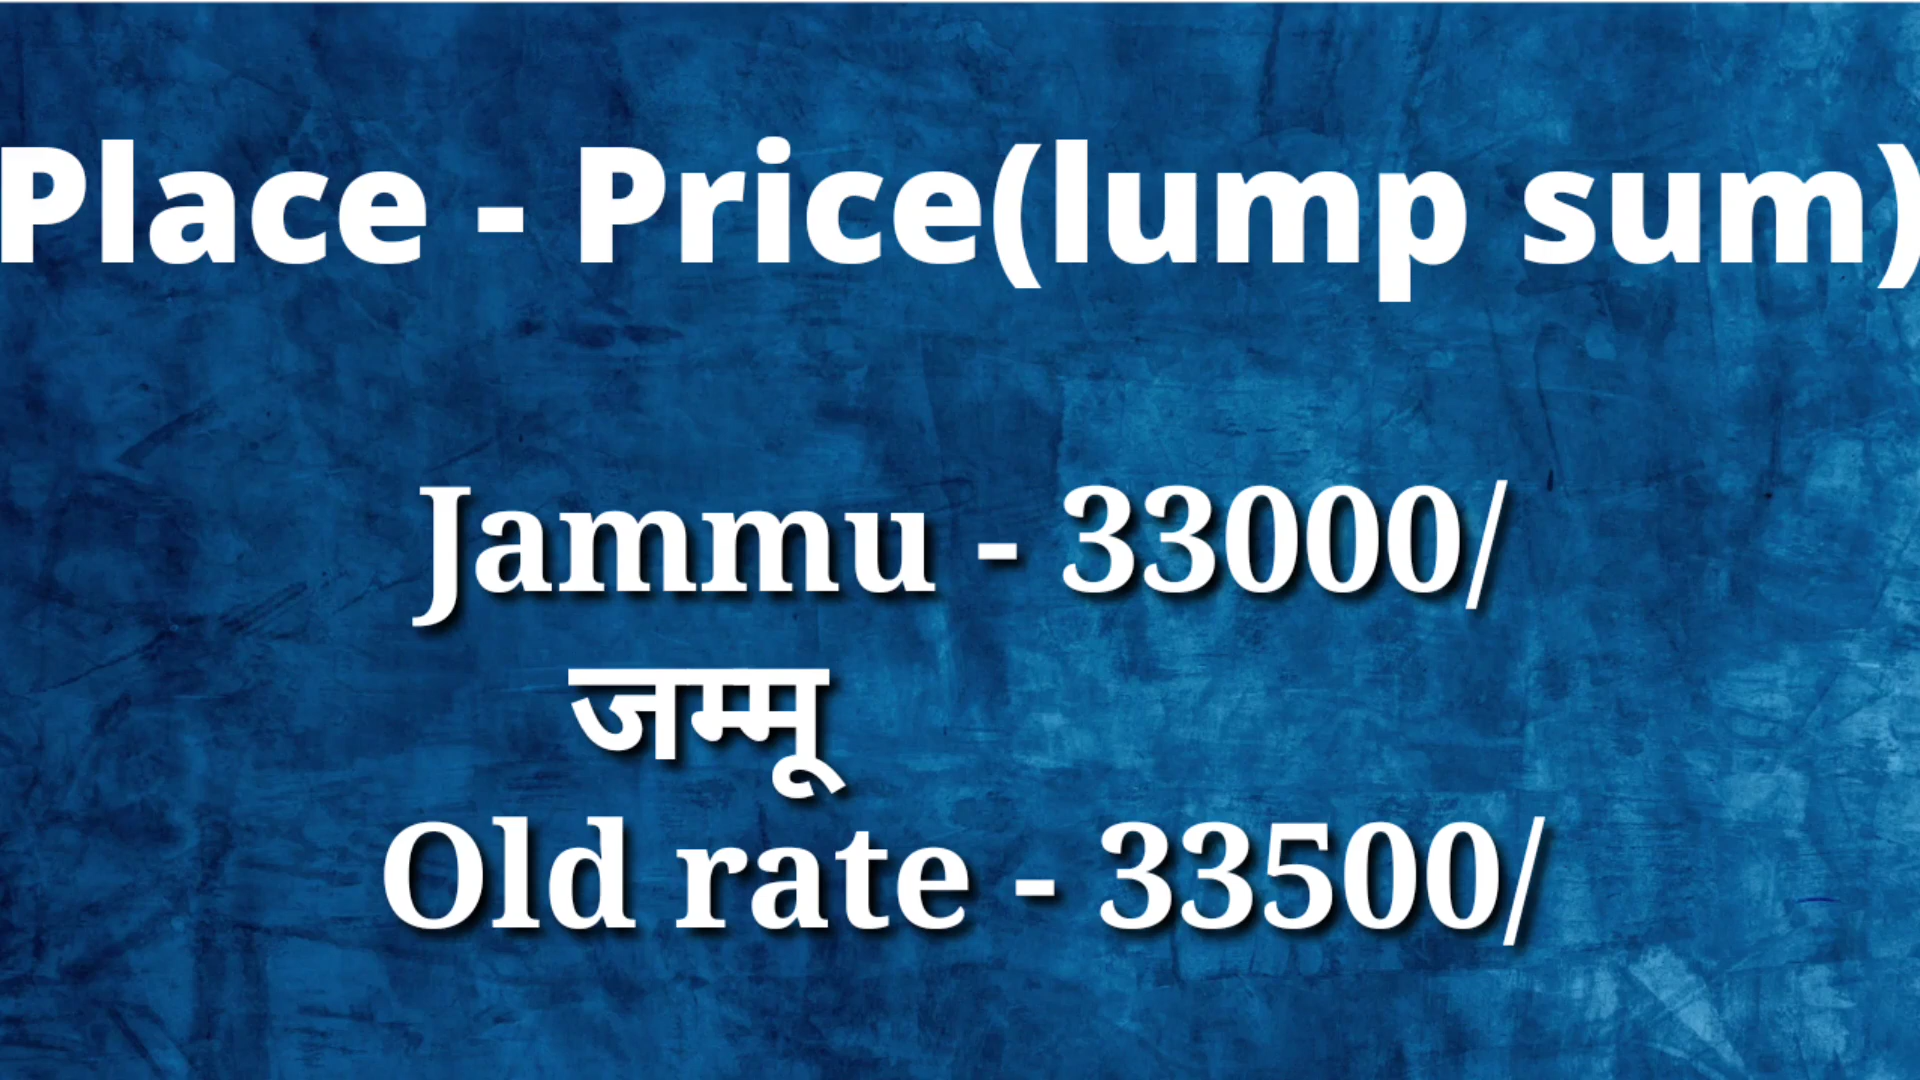 Place - Price(lump sum)
Jammu - 33000/
जम्मू
Old rate - 33500/